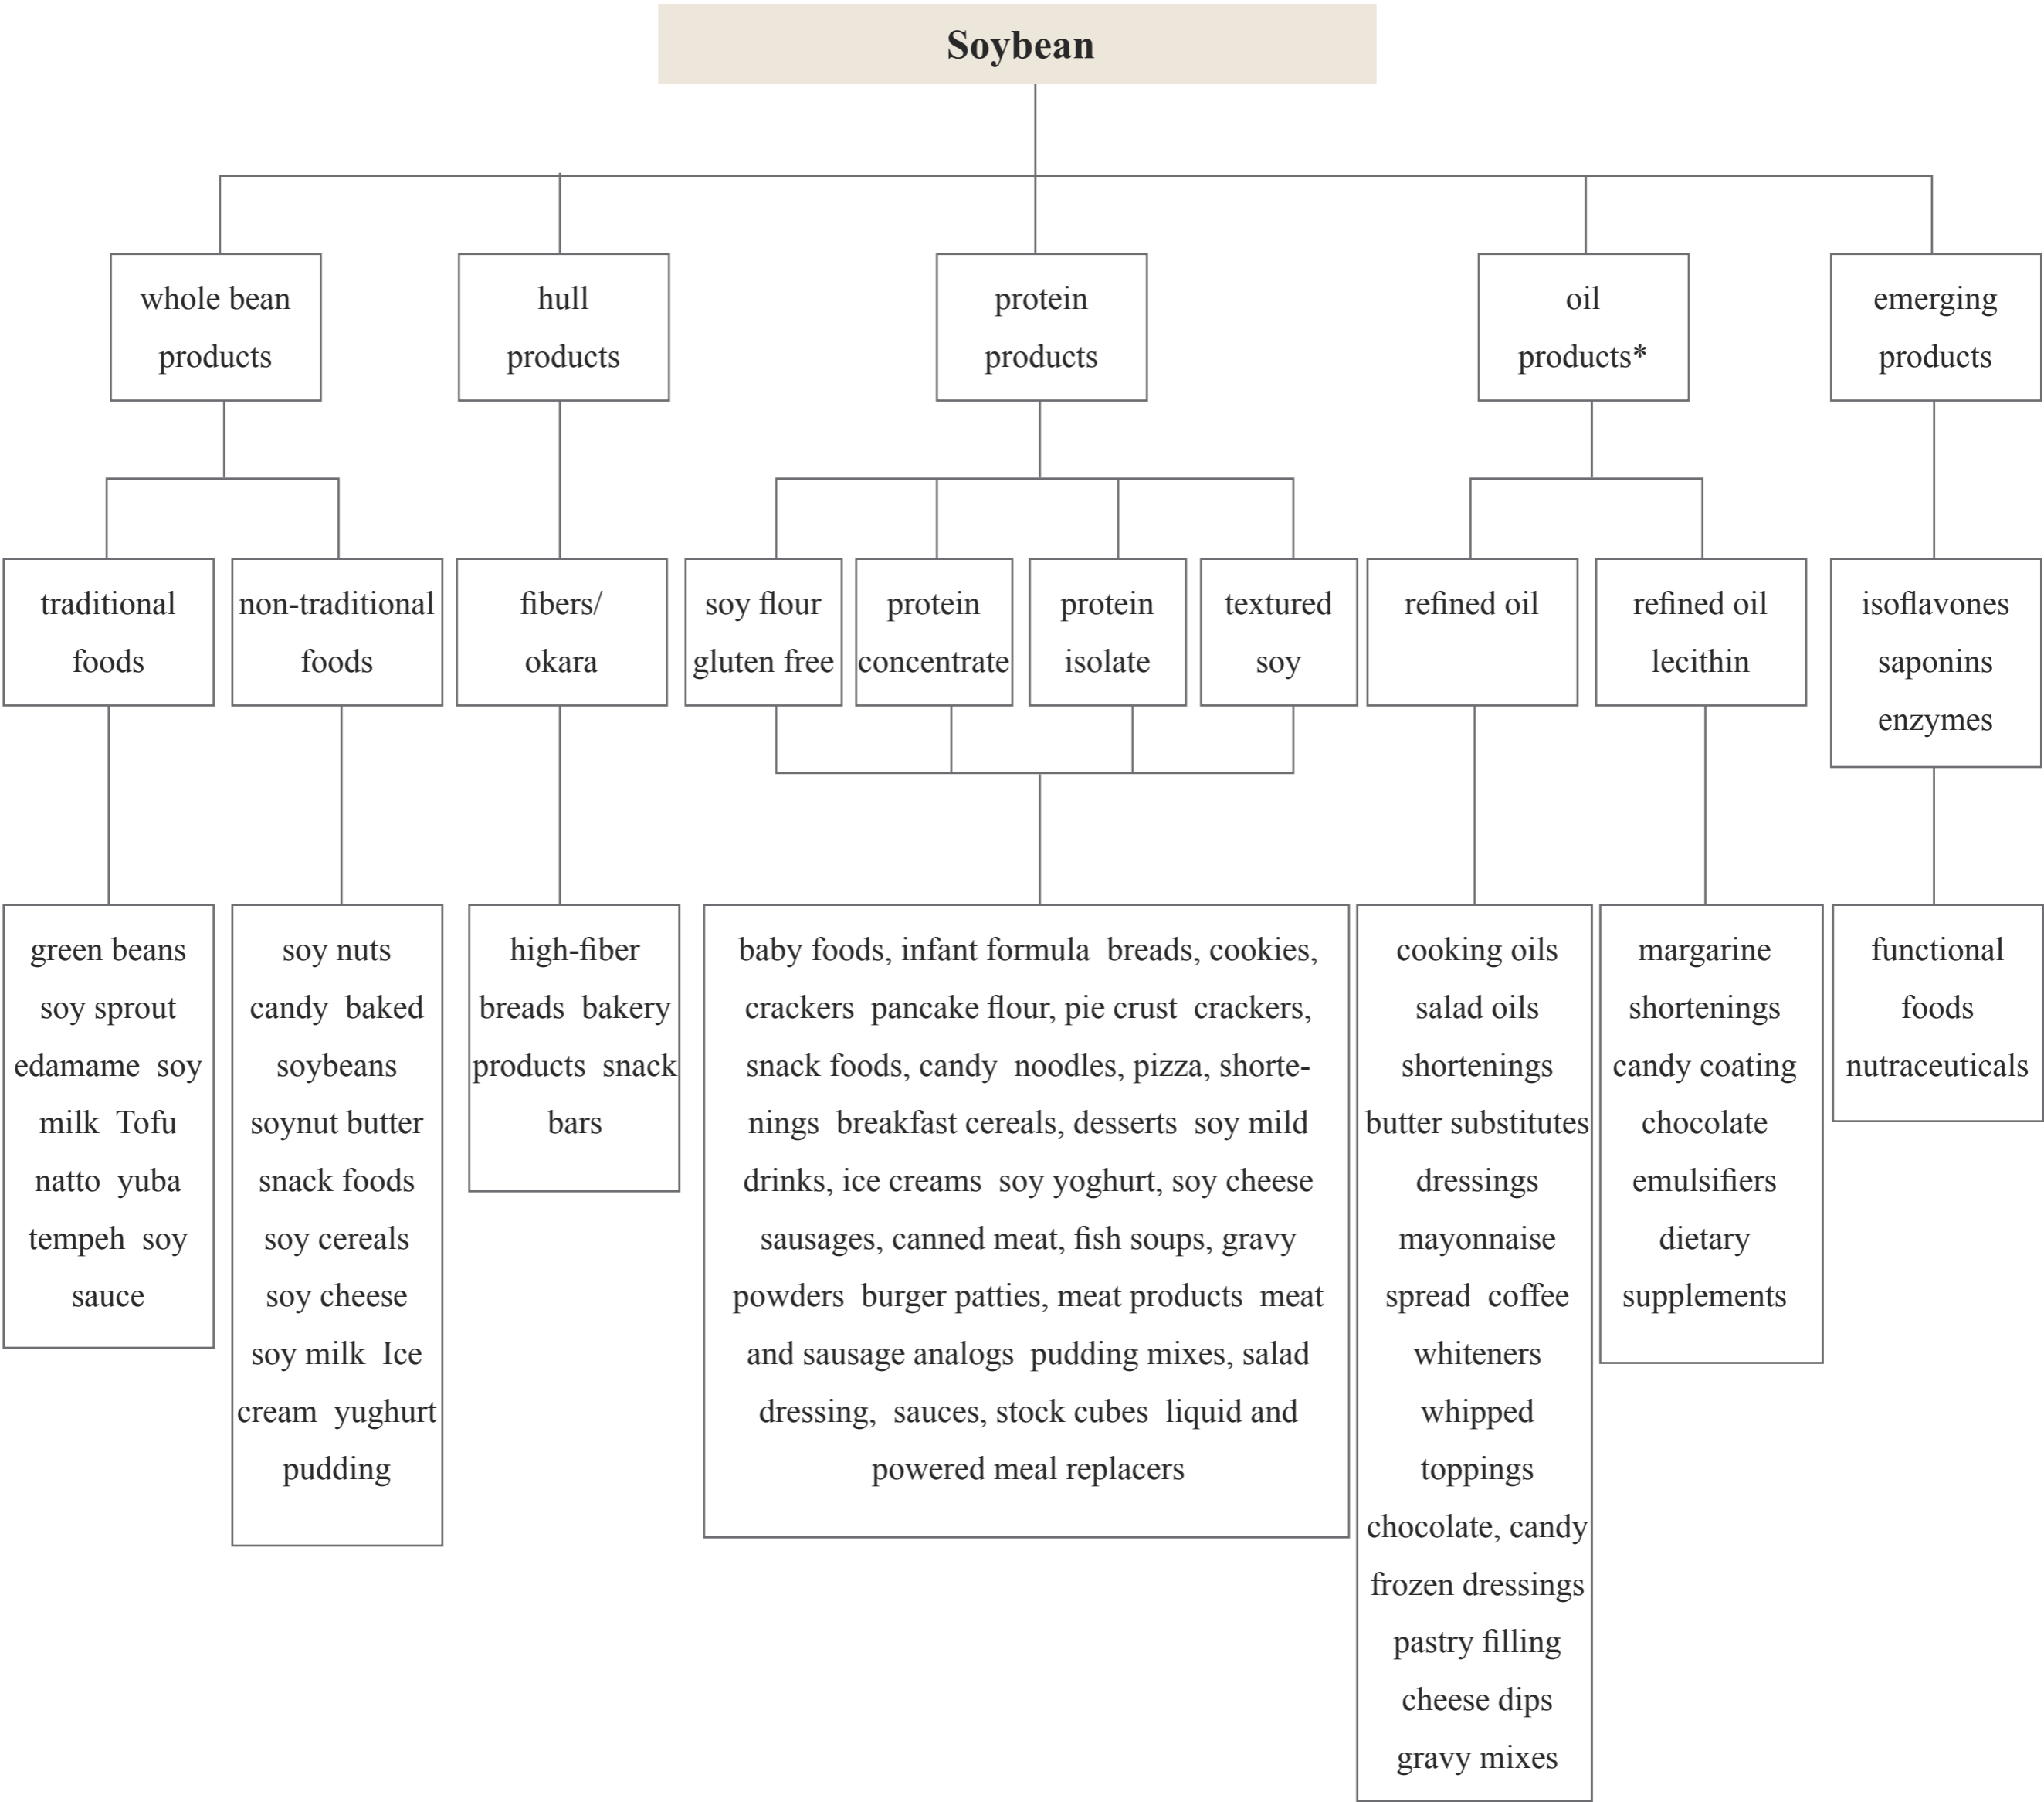 Soybean
whole bean
products
hull
products
protein
products
oil
products*
emerging
products
traditional
foods
non-traditional
foods
fibers/
okara
soy flour
gluten free
protein
concentrate
protein
isolate
textured
soy
refined oil
refined oil
lecithin
isoflavones
saponins
enzymes
green beans
soy sprout
edamame  soy
milk  Tofu
natto  yuba
tempeh  soy
sauce
soy nuts
candy  baked
soybeans
soynut butter
snack foods
soy cereals
soy cheese
soy milk  Ice
cream  yughurt
pudding
high-fiber
breads  bakery
products  snack
bars
baby foods, infant formula  breads, cookies,
crackers  pancake flour, pie crust  crackers,
snack foods, candy  noodles, pizza, shorte-
nings  breakfast cereals, desserts  soy mild
drinks, ice creams  soy yoghurt, soy cheese
sausages, canned meat, fish soups, gravy
powders  burger patties, meat products  meat
and sausage analogs  pudding mixes, salad
dressing,  sauces, stock cubes  liquid and
powered meal replacers
cooking oils
salad oils
shortenings
butter substitutes
dressings
mayonnaise
spread  coffee
whiteners
whipped
toppings
chocolate, candy
frozen dressings
pastry filling
cheese dips
gravy mixes
margarine
shortenings
candy coating
chocolate
emulsifiers
dietary
supplements
functional
foods
nutraceuticals